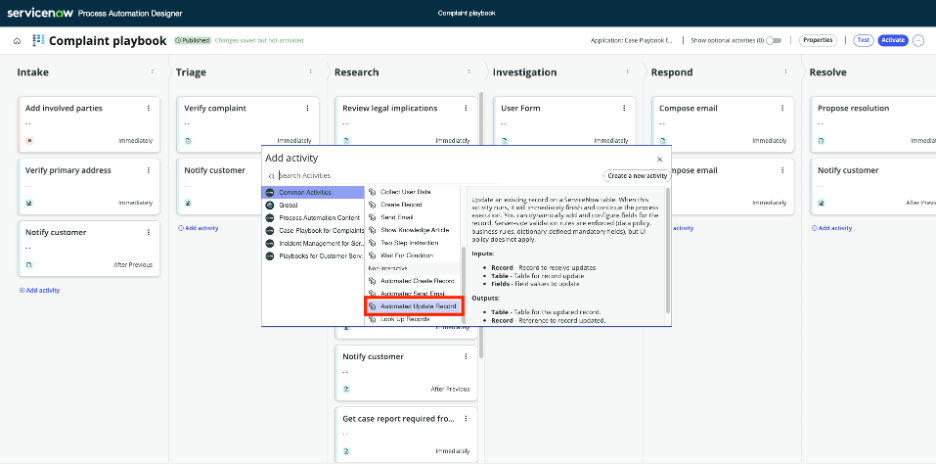 servicenow Process Automation Designer
Complaint playbook
Complaint playbook
Published
Changes saved but not activated
Application: Case Playbook f...
Show optional activities (0)
Properties
Test
Activate
Intake
Triage
Research
Investigation
Respond
Resolve
Add involved parties
--
Immediately
Verify primary address
--
Immediately
Notify customer
--
After Previous
Add activity
Verify complaint
--
Immediately
Notify customer
--
Add activity
Review legal implications
--
Immediately
Notify customer
--
After Previous
Get case report required fro...
--
Immediately
User Form
--
Immediately
Compose email
--
Immediately
mpose email
Immediately
activity
Propose resolution
--
Immediately
Notify customer
--
After Previous
Add activity
Add activity
Search Activities
Create a new activity
Common Activities
Global
Process Automation Content
Case Playbook for Complaints
Incident Management for Ser...
Playbooks for Customer Serv...
Collect User Data
Create Record
Send Email
Show Knowledge Article
Two Step Instruction
Wait For Condition
Non-Interactive
Automated Create Record
Automated Send Email
Automated Update Record
Look Up Records
Update an existing record on a ServiceNow table. When this
activity runs, it will immediately finish and continue the process
execution. You can dynamically add and configure fields for the
record. Server-side validation rules are enforced (data policy,
business rules, dictionary defined mandatory fields), but UI
policy does not apply.
Inputs:
Record - Record to receive updates
Table - Table for record update
Fields - Field values to update
Outputs:
Table - Table for the updated record.
Record - Reference to record updated.